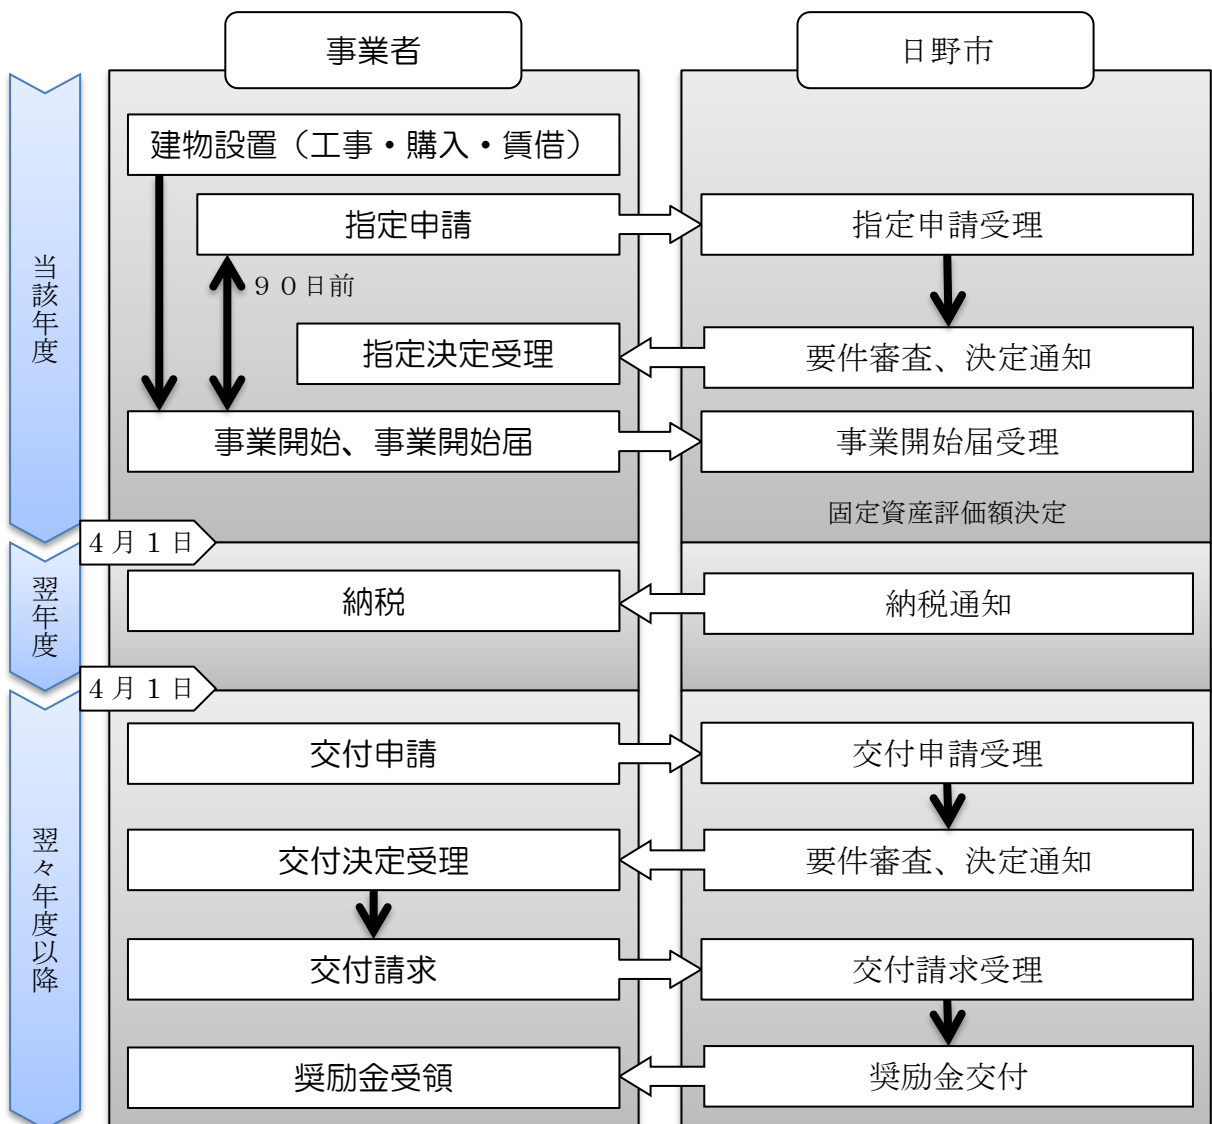 事業者
日野市
当該年度
建物設置（工事・購入・賃借）
指定申請
指定申請受理
９０日前
指定決定受理
要件審査、決定通知
事業開始、事業開始届
事業開始届受理
固定資産評価額決定
４月１日
翌年度
納税
納税通知
４月１日
翌々年度以降
交付申請
交付申請受理
交付決定受理
要件審査、決定通知
交付請求
交付請求受理
奨励金受領
奨励金交付